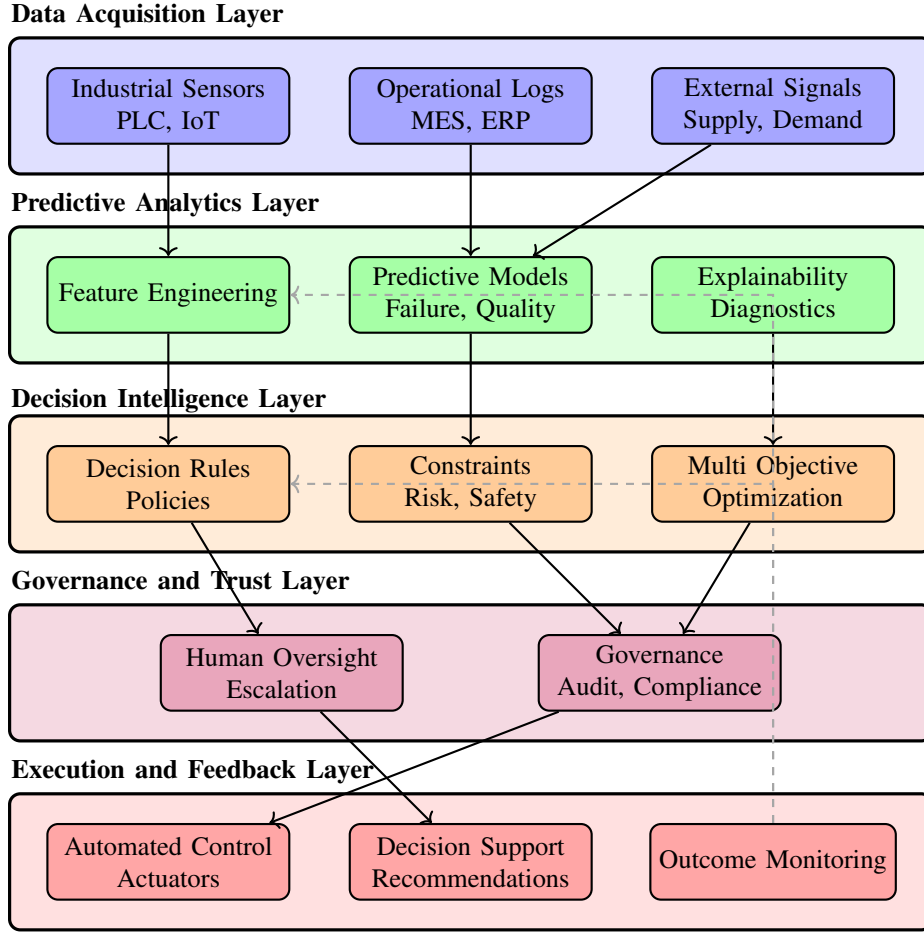 Data Acquisition Layer
Industrial Sensors
PLC, IoT
Operational Logs
MES, ERP
External Signals
Supply, Demand
Predictive Analytics Layer
Feature Engineering
Predictive Models
Failure, Quality
Explainability
Diagnostics
Decision Intelligence Layer
Decision Rules
Policies
Constraints
Risk, Safety
Multi Objective
Optimization
Governance and Trust Layer
Human Oversight
Escalation
Governance
Audit, Compliance
Execution and Feedback Layer
Automated Control
Actuators
Decision Support
Recommendations
Outcome Monitoring